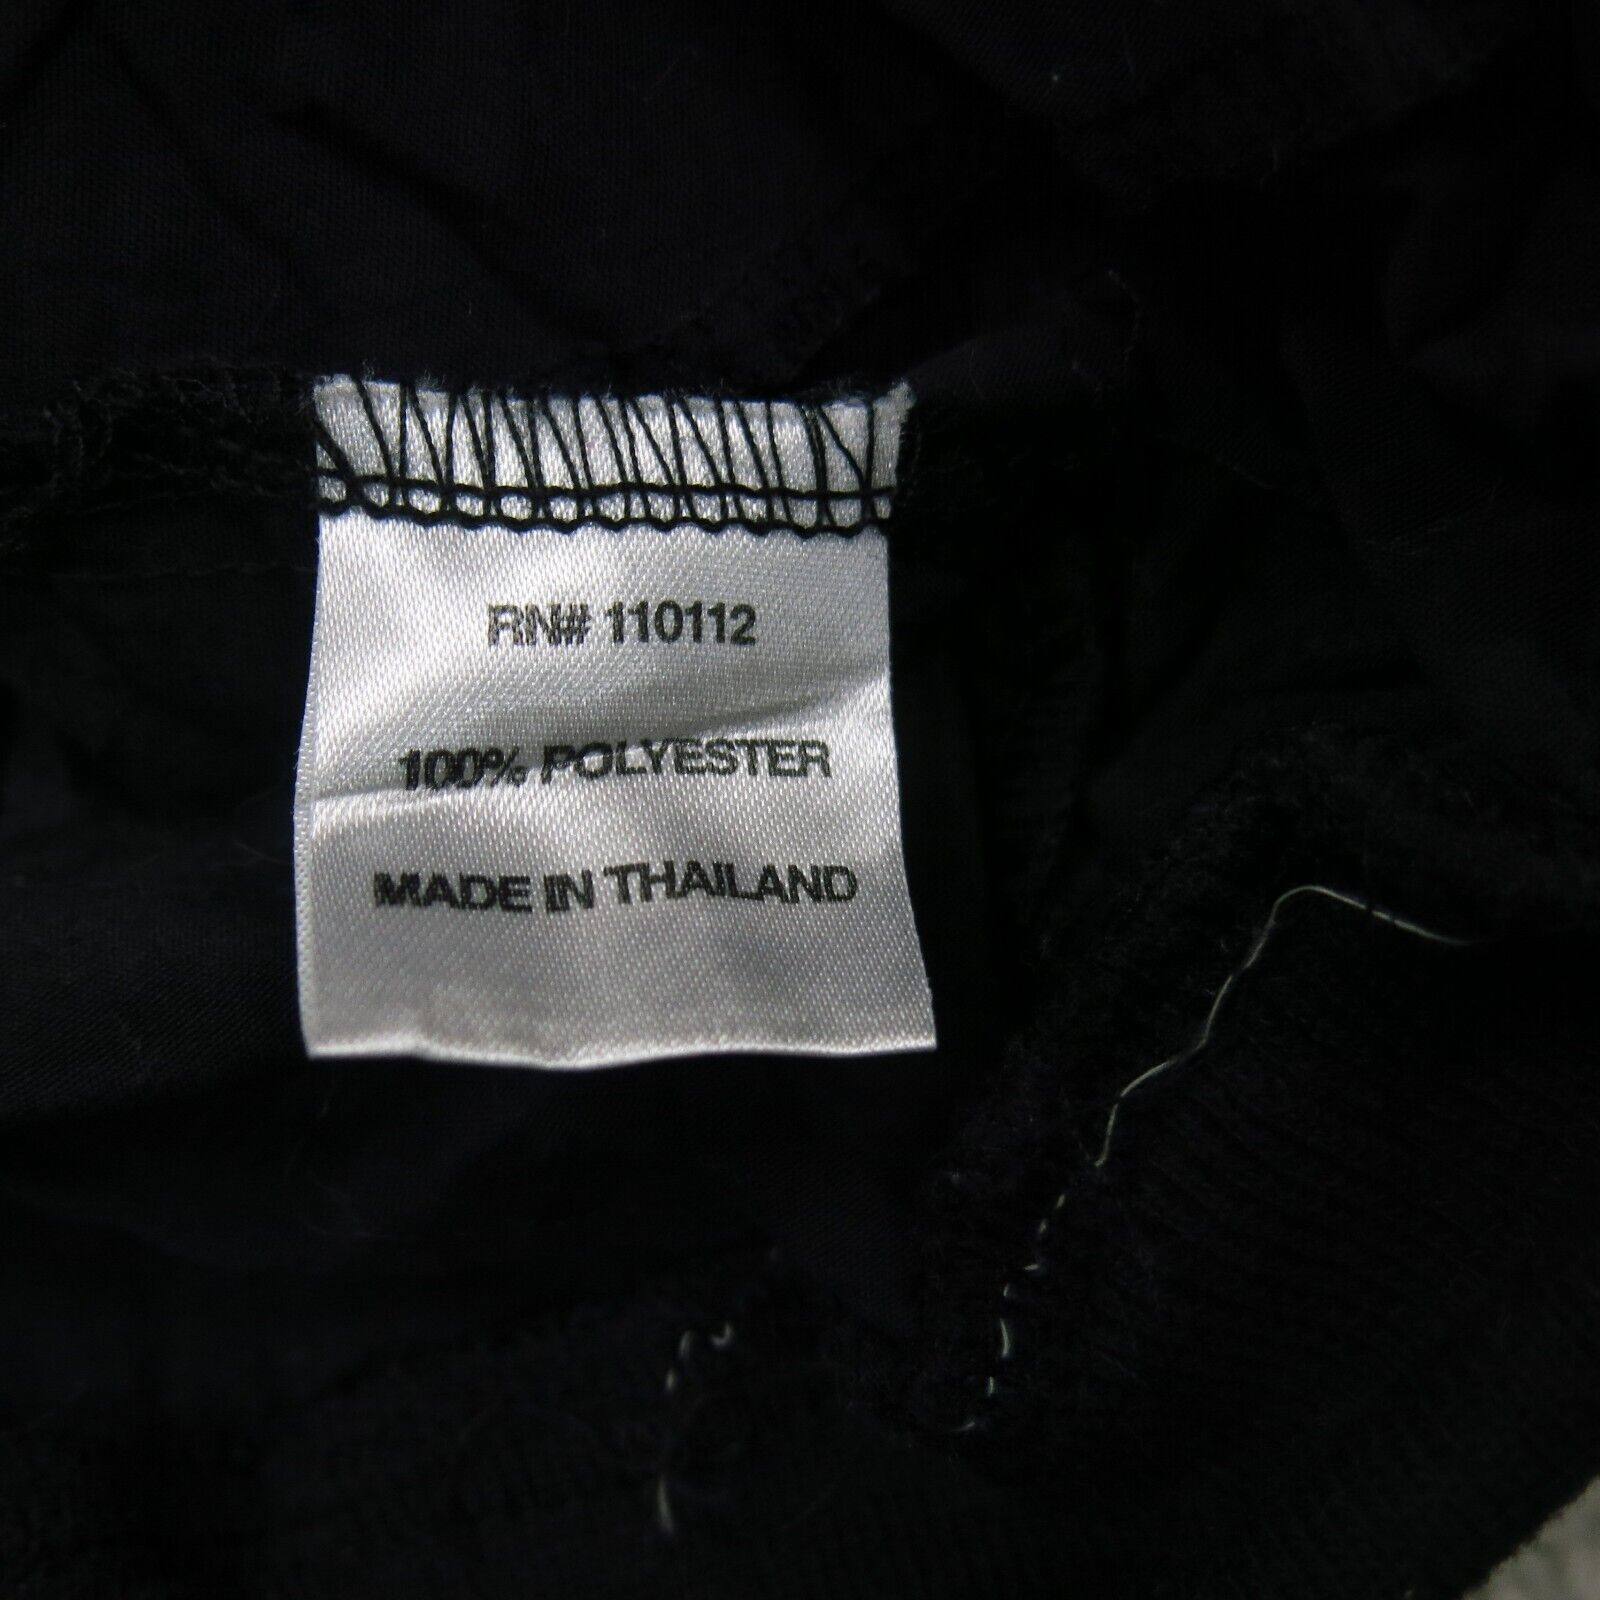 RN# 110112
100% POLYESTER
MADE IN THAILAND